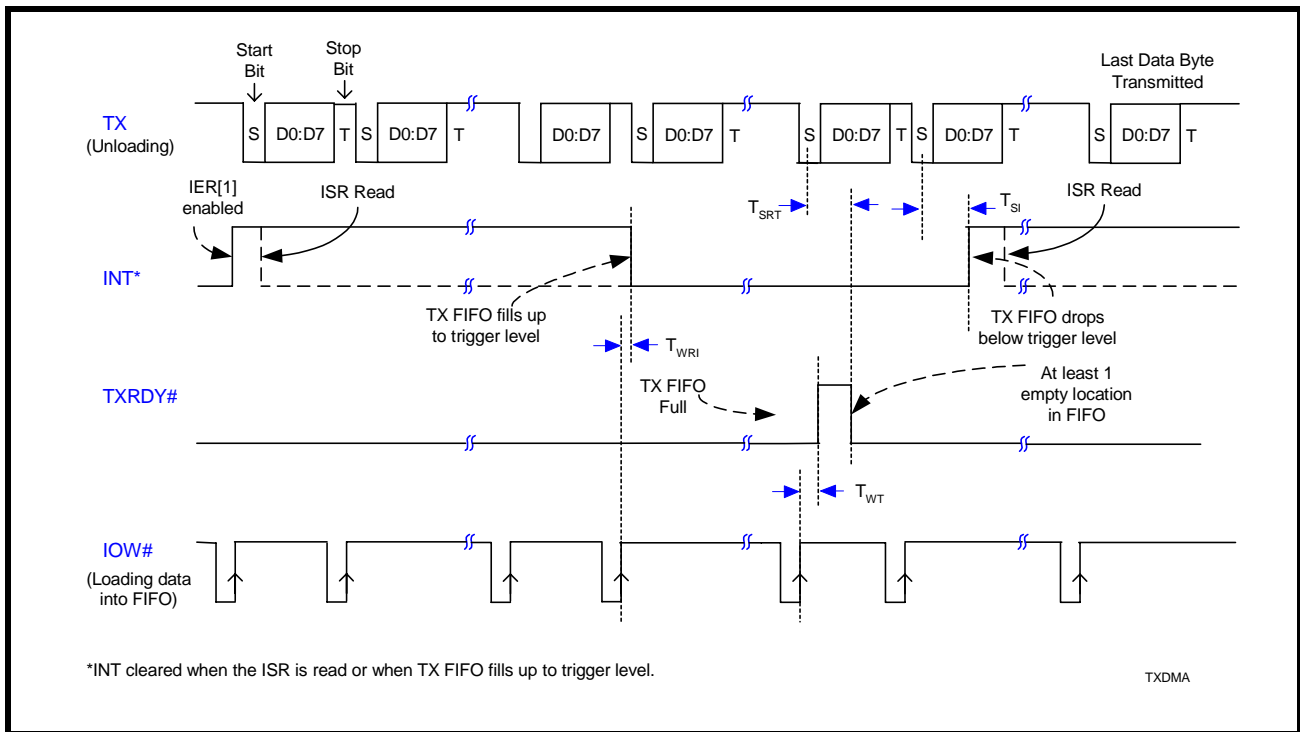 Start
Bit
Stop
Bit
Last Data Byte
Transmitted
TX
(Unloading)
S D0:D7 T S D0:D7 T D0:D7 S D0:D7 T S D0:D7 T S D0:D7 T S D0:D7 T
IER[1]
enabled
ISR Read
TSRT
TSI
ISR Read
INT*
TX FIFO fills up
to trigger level
TX FIFO drops
below trigger level
TWRI
TXRDY#
TX FIFO
Full
At least 1
empty location
in FIFO
TWT
IOW#
(Loading data
into FIFO)
*INT cleared when the ISR is read or when TX FIFO fills up to trigger level.
TXDMA